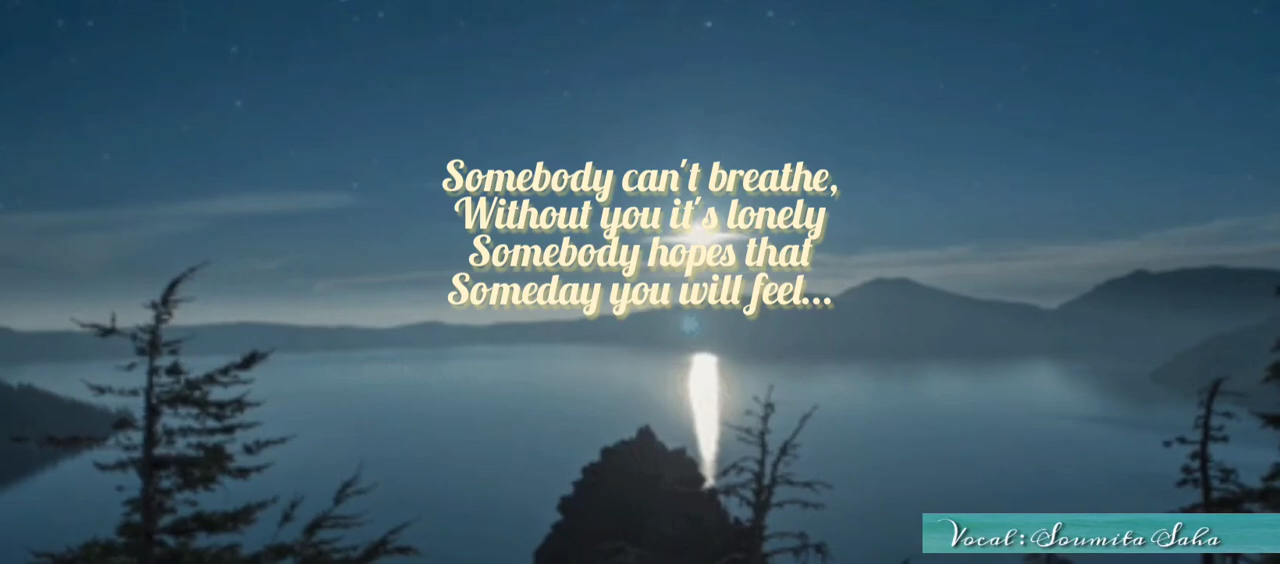 Somebody can't breathe,
Without you it's lonely
Somebody hopes that
Someday you will feel...
Vocal : Soumita Saha